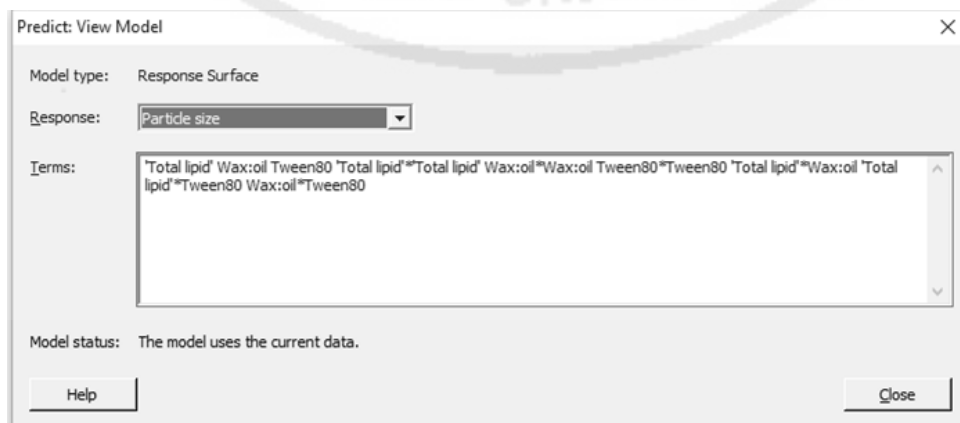 Predict: View Model
Model type: Response Surface
Response: Particle size
Terms: 'Total lipid' Wax:oil Tween80 'Total lipid'*'Total lipid' Wax:oil*Wax:oil Tween80*Tween80 'Total lipid'*Wax:oil 'Total
lipid'*Tween80 Wax:oil*Tween80
Model status: The model uses the current data.
Help Close